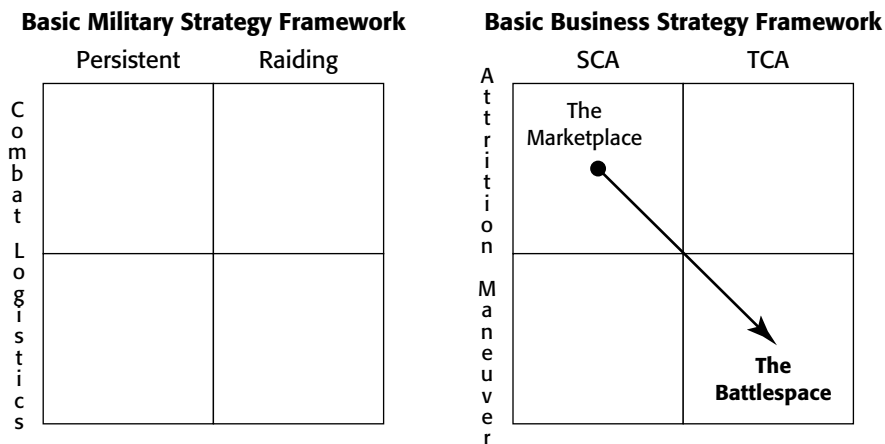 Basic Military Strategy Framework
Persistent Raiding
Combat
Logistics
Basic Business Strategy Framework
SCA TCA
Attrition
Maneuver
The
Marketplace
The
Battlespace